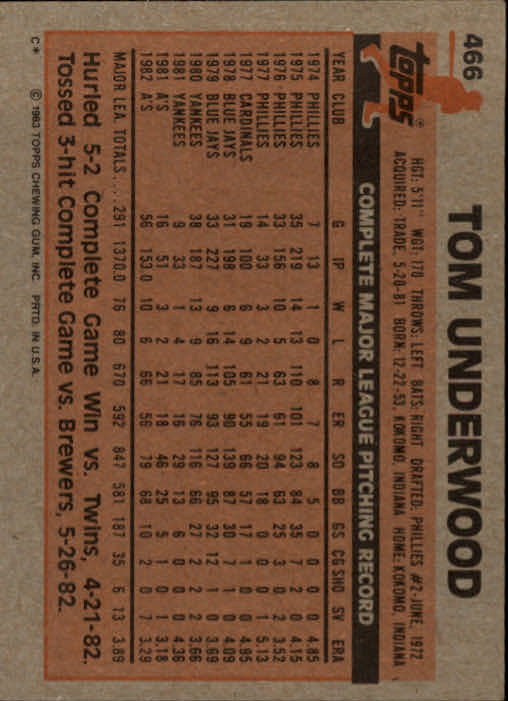 466
TOM UNDERWOOD
topps®
HGT: 5'11" WGT: 170 THROWS: LEFT BATS: RIGHT DRAFTED: PHILLIES #2-JUNE, 1972
ACQUIRED: TRADE, 5-20-81 BORN: 12-22-53, KOKOMO, INDIANA HOME: KOKOMO, INDIANA
COMPLETE MAJOR LEAGUE PITCHING RECORD
YEAR CLUB G IP W L R ER SO BB GS CG SHO SV ERA
1974 PHILLIES 7 13 1 0 8 7 8 5 0 0 0 0 4.85
1975 PHILLIES 35 219 14 13 110 101 123 84 35 7 2 0 4.15
1976 PHILLIES 33 156 10 5 63 61 94 63 25 3 0 2 3.52
1977 PHILLIES 14 33 3 2 21 19 20 18 0 0 0 1 5.13
1977 CARDINALS 19 100 6 9 61 55 66 57 17 1 0 0 4.95
1978 BLUE JAYS 31 198 6 14 105 90 139 87 30 7 1 0 4.09
1979 BLUE JAYS 33 227 9 16 113 93 127 95 32 12 1 0 3.69
1980 YANKEES 38 187 13 9 85 76 116 66 27 2 2 2 3.66
1981 YANKEES 9 33 1 4 17 16 29 13 6 0 0 0 4.36
1981 A'S 16 51 3 2 21 18 46 25 5 1 0 1 3.18
1982 A'S 56 153.0 10 6 66 56 79 68 10 2 0 7 3.29
MAJOR LEA. TOTALS... 291 1370.0 76 80 670 592 847 581 187 35 6 13 3.89
Hurled 5-2 Complete Game Win vs. Twins, 4-21-82.
Tossed 3-hit Complete Game vs. Brewers, 5-26-82.
C* © 1983 TOPPS CHEWING GUM, INC. PRTD. IN U.S.A.